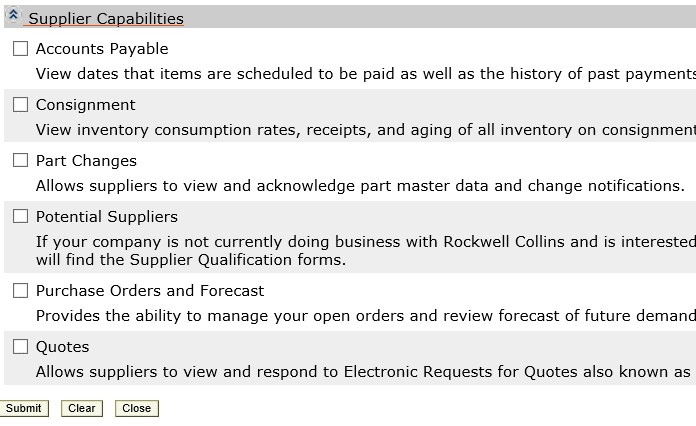 Supplier Capabilities
Accounts Payable
View dates that items are scheduled to be paid as well as the history of past payments
Consignment
View inventory consumption rates, receipts, and aging of all inventory on consignment
Part Changes
Allows suppliers to view and acknowledge part master data and change notifications.
Potential Suppliers
If your company is not currently doing business with Rockwell Collins and is interested
will find the Supplier Qualification forms.
Purchase Orders and Forecast
Provides the ability to manage your open orders and review forecast of future demand
Quotes
Allows suppliers to view and respond to Electronic Requests for Quotes also known as
Submit Clear Close